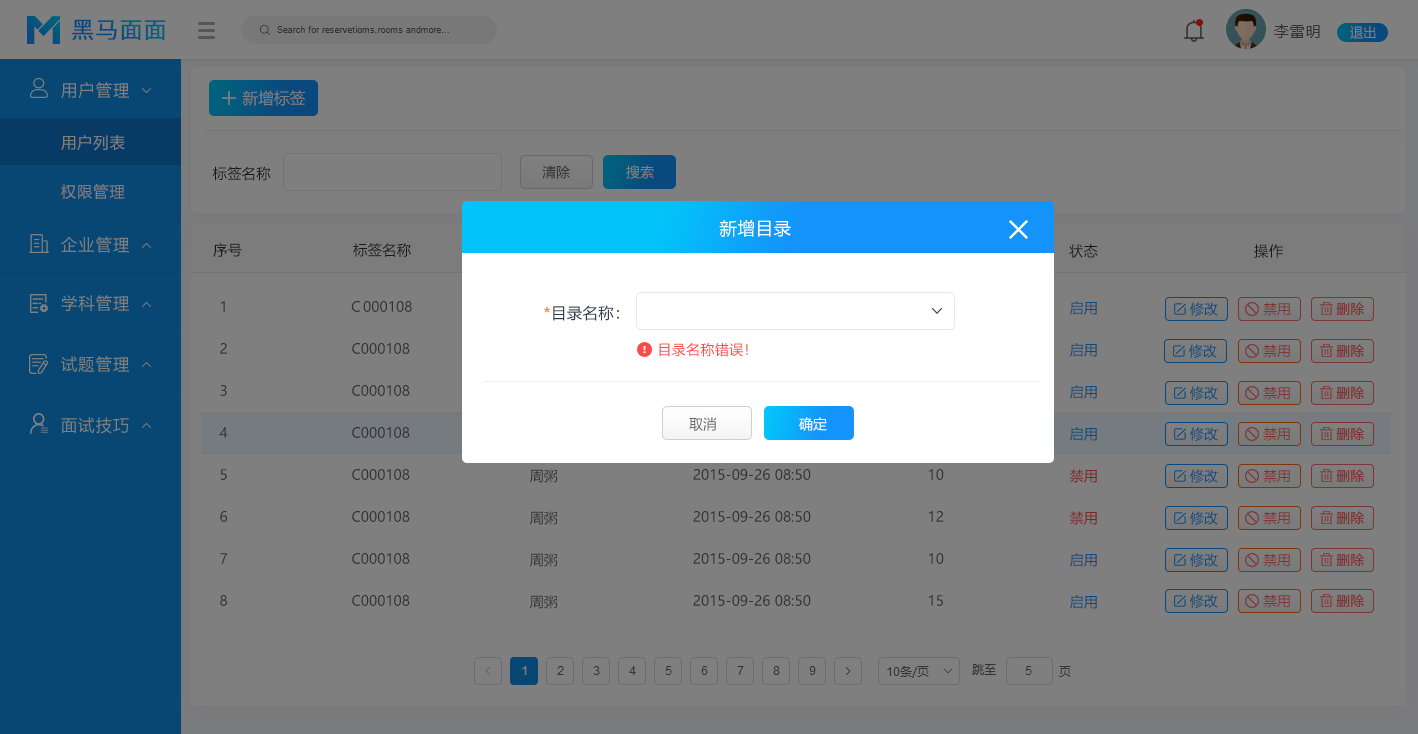 黑马面面
Search for reservetioms,rooms andmore...
李雷明
退出
用户管理
用户列表
权限管理
企业管理
学科管理
试题管理
面试技巧
新增标签
标签名称
清除
搜索
新增目录
*目录名称：
目录名称错误！
取消
确定
序号 标签名称 状态 操作
1 C000108 启用 修改 禁用 删除
2 C000108 启用 修改 禁用 删除
3 C000108 启用 修改 禁用 删除
4 C000108 启用 修改 禁用 删除
5 C000108 周粥 2015-09-26 08:50 10 禁用 修改 禁用 删除
6 C000108 周粥 2015-09-26 08:50 12 禁用 修改 禁用 删除
7 C000108 周粥 2015-09-26 08:50 10 启用 修改 禁用 删除
8 C000108 周粥 2015-09-26 08:50 15 启用 修改 禁用 删除
1 2 3 4 5 6 7 8 9 10条/页 跳至 5 页